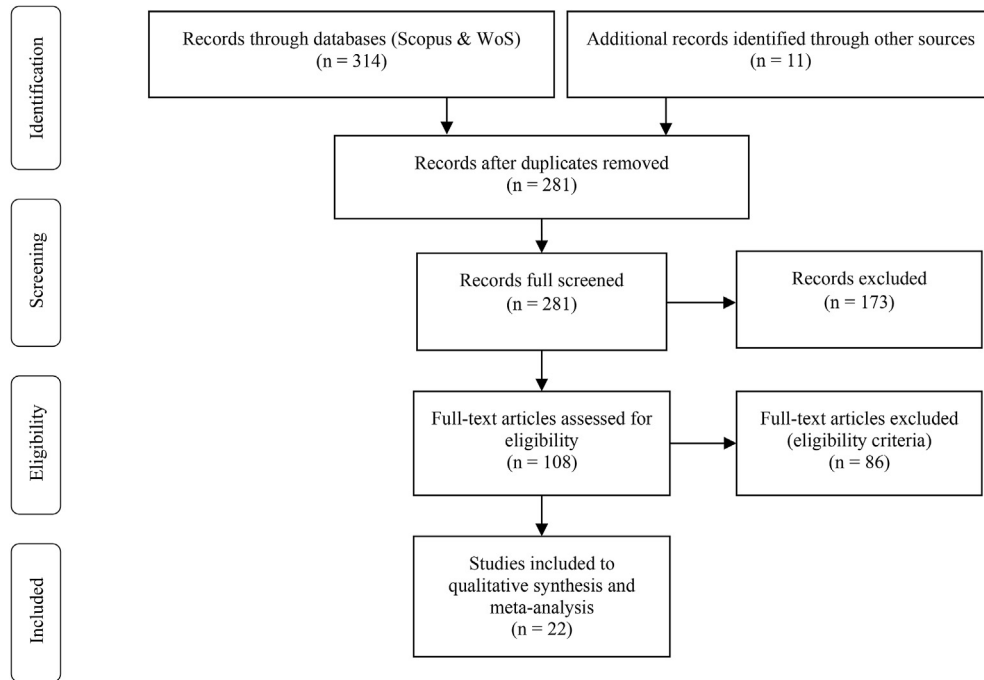 Identification
Records through databases (Scopus & WoS)
(n = 314)
Additional records identified through other sources
(n = 11)
Records after duplicates removed
(n = 281)
Screening
Records full screened
(n = 281)
Records excluded
(n = 173)
Eligibility
Full-text articles assessed for
eligibility
(n = 108)
Full-text articles excluded
(eligibility criteria)
(n = 86)
Included
Studies included to
qualitative synthesis and
meta-analysis
(n = 22)